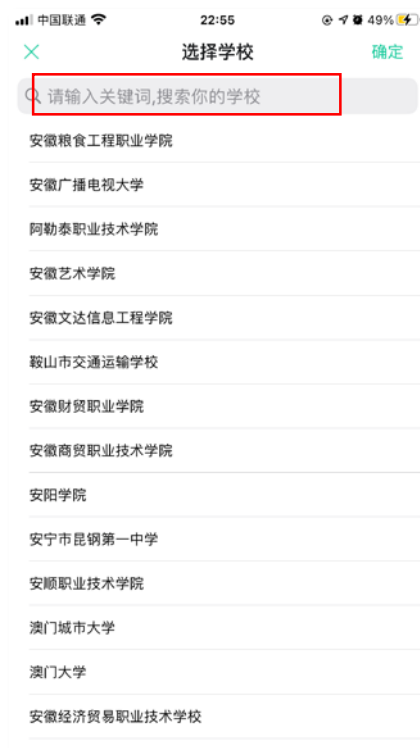 中国联通 22:55 49%
选择学校 确定
请输入关键词,搜索你的学校
安徽粮食工程职业学院
安徽广播电视大学
阿勒泰职业技术学院
安徽艺术学院
安徽文达信息工程学院
鞍山市交通运输学校
安徽财贸职业学院
安徽商贸职业技术学院
安阳学院
安宁市昆钢第一中学
安顺职业技术学院
澳门城市大学
澳门大学
安徽经济贸易职业技术学校